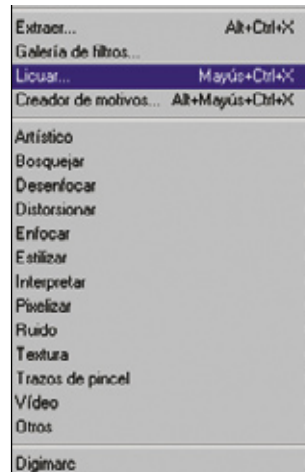 Extraer... Alt+Ctrl+X
Galería de filtros...
Licuar... Mayús+Ctrl+X
Creador de motivos... Alt+Mayús+Ctrl+X
Artístico
Bosquejar
Desenfocar
Distorsionar
Enfocar
Estilizar
Interpretar
Pixelizar
Ruido
Textura
Trazos de pincel
Vídeo
Otros
Digimarc